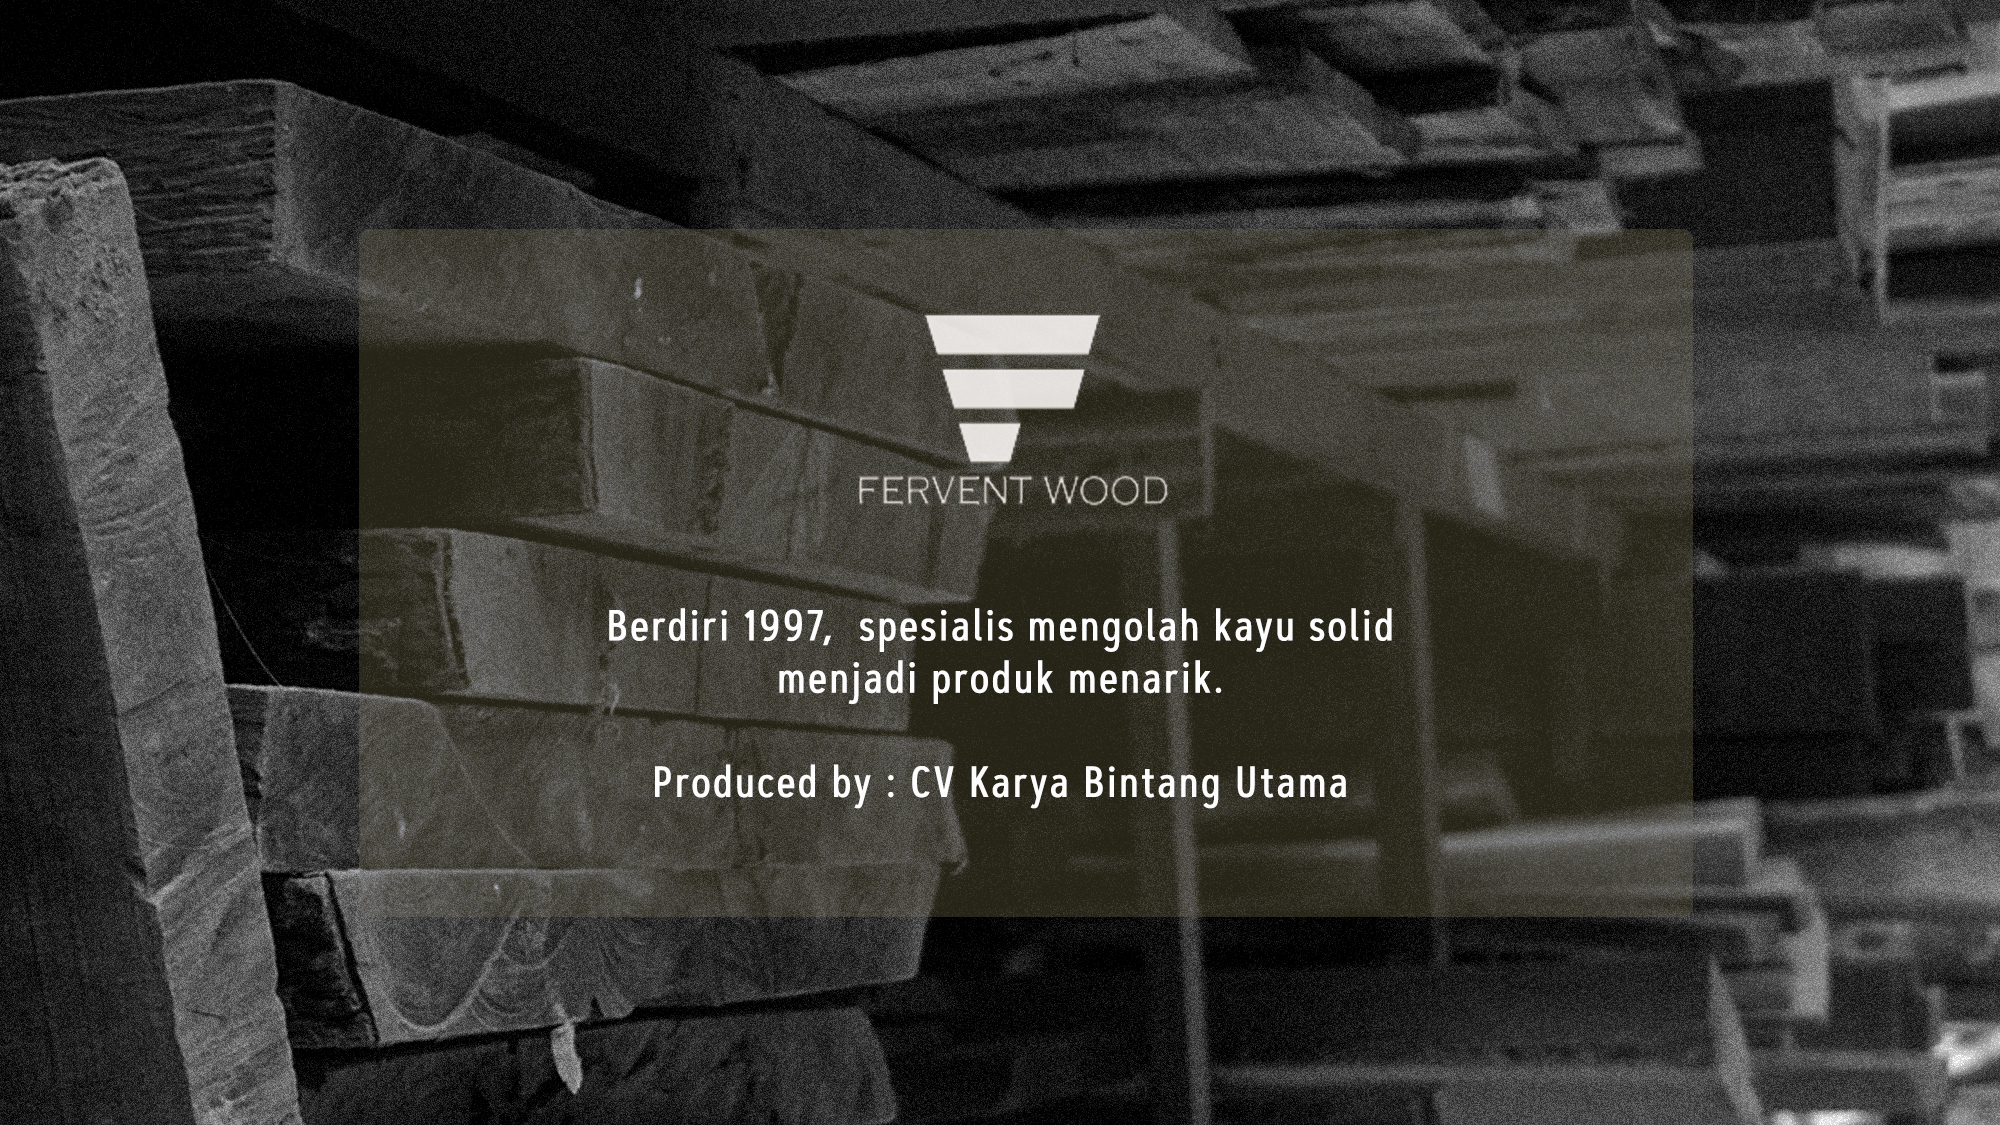 FERVENT WOOD
Berdiri 1997,  spesialis mengolah kayu solid
menjadi produk menarik.
Produced by : CV Karya Bintang Utama